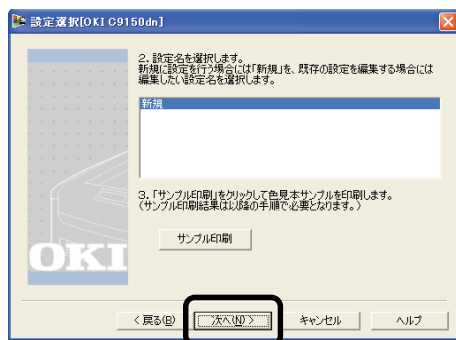 設定選択[OKI C9150dn]
2. 設定名を選択します。
新規に設定を行う場合には「新規」を、既存の設定を編集する場合には
編集したい設定名を選択します。
新規
3. 「サンプル印刷」をクリックして色見本サンプルを印刷します。
(サンプル印刷結果は以降の手順で必要となります。)
サンプル印刷
OKI
< 戻る(B)
次へ(N) >
キャンセル
ヘルプ